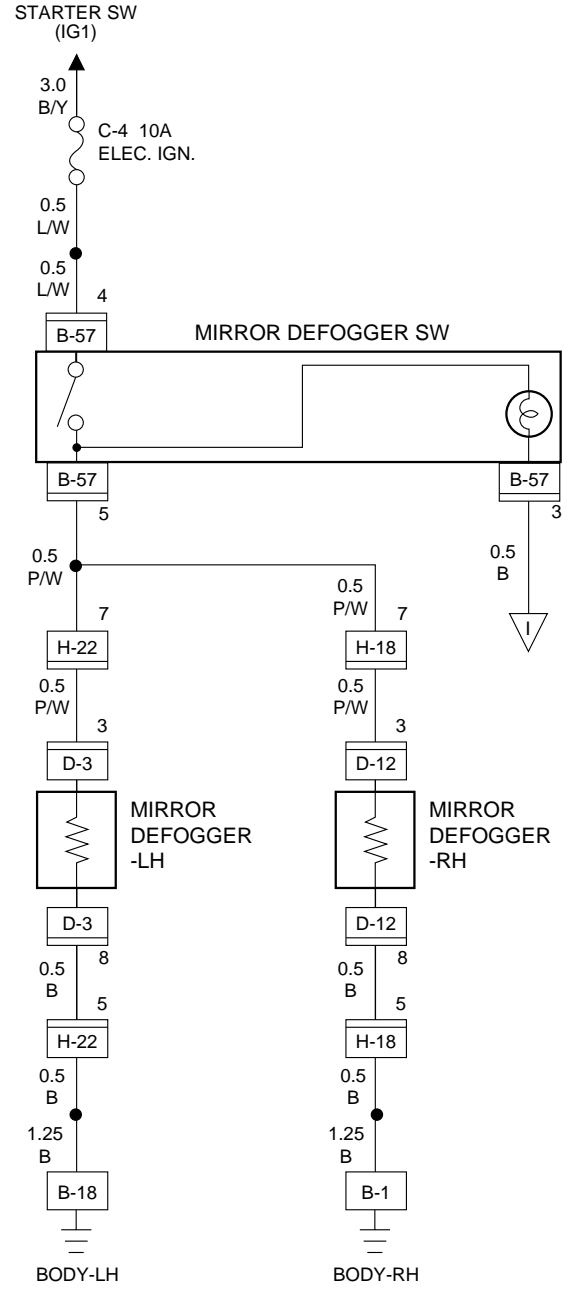 STARTER SW
(IG1)
3.0
B/Y
C-4 10A
ELEC. IGN.
0.5
L/W
0.5
L/W
4
B-57
MIRROR DEFOGGER SW
B-57
5
B-57
3
0.5
P/W
0.5
B
0.5
P/W
I
7
H-22
7
H-18
0.5
P/W
0.5
P/W
3
D-3
3
D-12
MIRROR
DEFOGGER
-LH
MIRROR
DEFOGGER
-RH
D-3
8
D-12
8
0.5
B
0.5
B
5
H-22
5
H-18
0.5
B
0.5
B
1.25
B
1.25
B
B-18
B-1
BODY-LH
BODY-RH